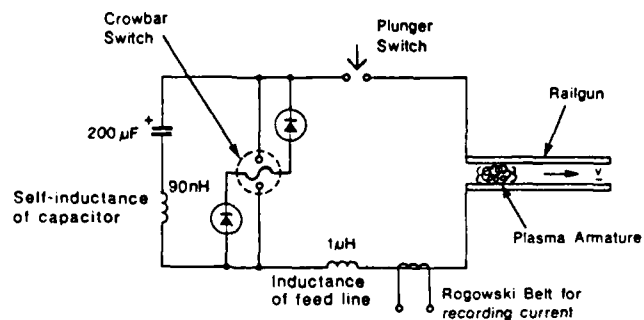 Crowbar
Switch
Plunger
Switch
Railgun
+
200 µF
90nH
v
Self-inductance
of capacitor
Plasma Armature
1µH
Inductance
of feed line
Rogowski Belt for
recording current